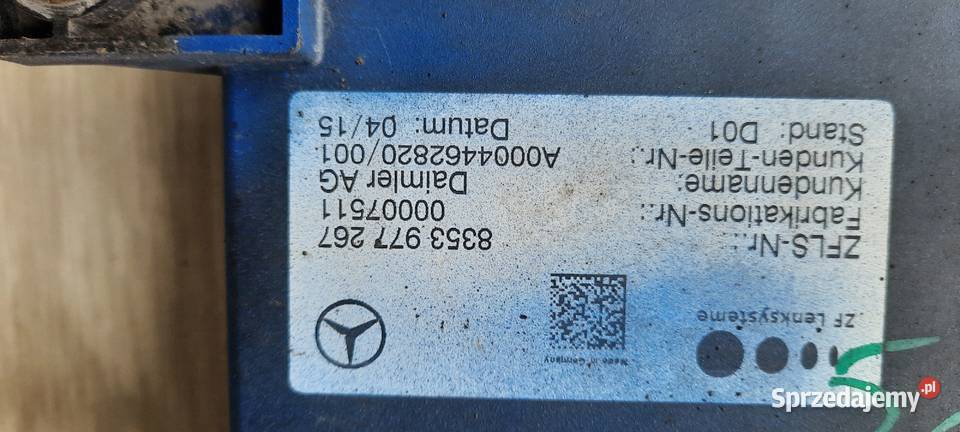 ZF Lenksysteme
Made in Germany
ZFLS-Nr.: 8353 977 267
Fabrikations-Nr.: 00007511
Kundenname: Daimler AG
Kunden-Teile-Nr.: A0004462820/001
Stand: D01 Datum: 04/15
Sprzedajemy.pl